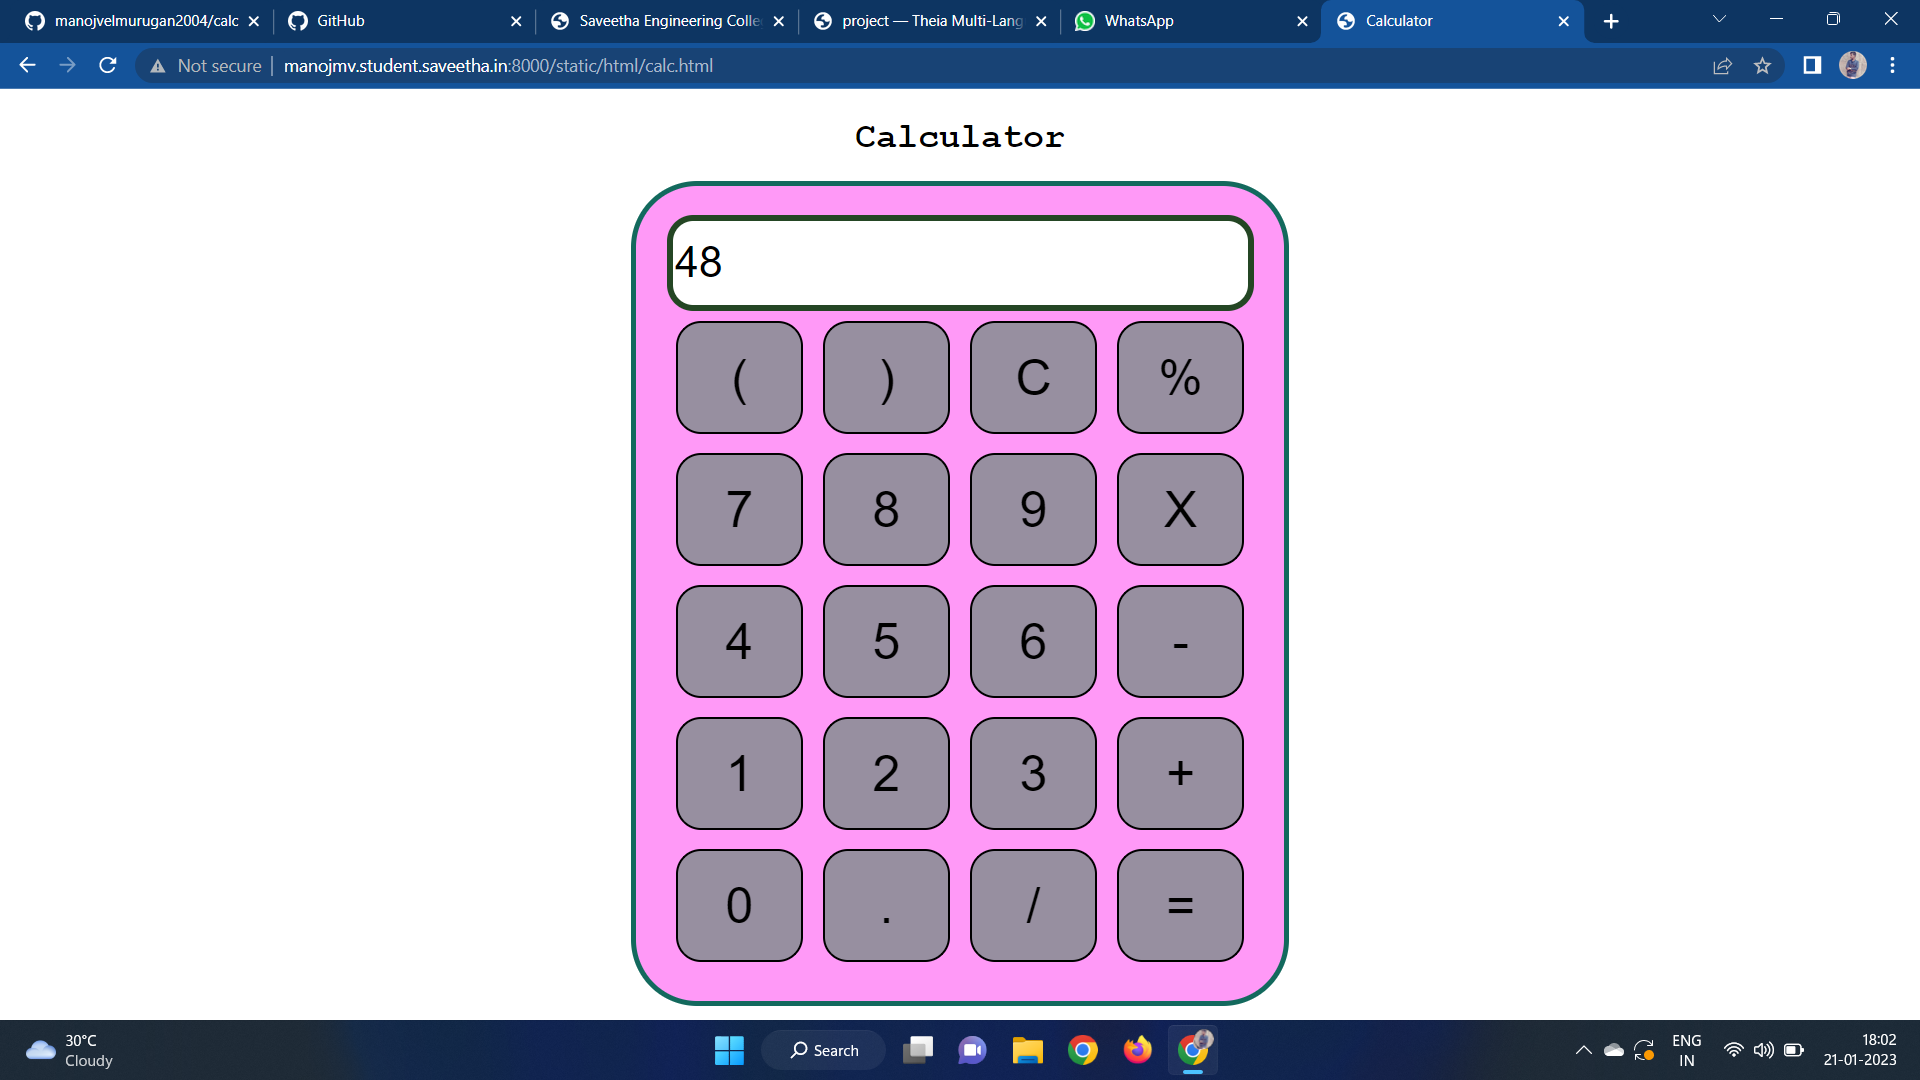 manojvelmurugan2004/calc
GitHub
Saveetha Engineering Colle
project — Theia Multi-Lang
WhatsApp
Calculator
Not secure
manojmv.student.saveetha.in:8000/static/html/calc.html
Calculator
48
( ) C %
7 8 9 X
4 5 6 -
1 2 3 +
0 . / =
30°C
Cloudy
Search
ENG
IN
18:02
21-01-2023